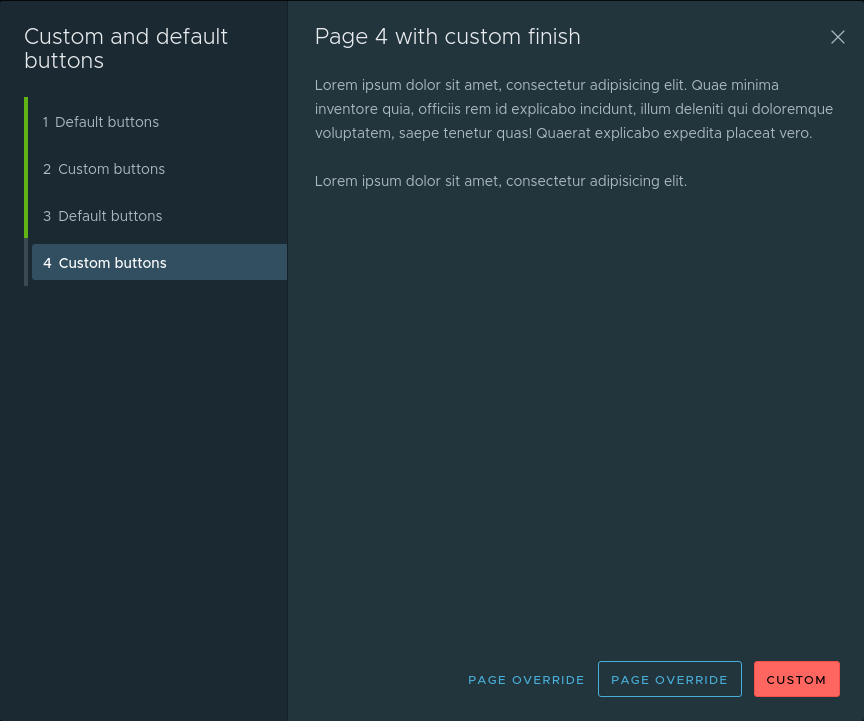 Custom and default
buttons
1 Default buttons
2 Custom buttons
3 Default buttons
4 Custom buttons
Page 4 with custom finish
Lorem ipsum dolor sit amet, consectetur adipisicing elit. Quae minima
inventore quia, officiis rem id explicabo incidunt, illum deleniti qui doloremque
voluptatem, saepe tenetur quas! Quaerat explicabo expedita placeat vero.
Lorem ipsum dolor sit amet, consectetur adipisicing elit.
PAGE OVERRIDE PAGE OVERRIDE CUSTOM